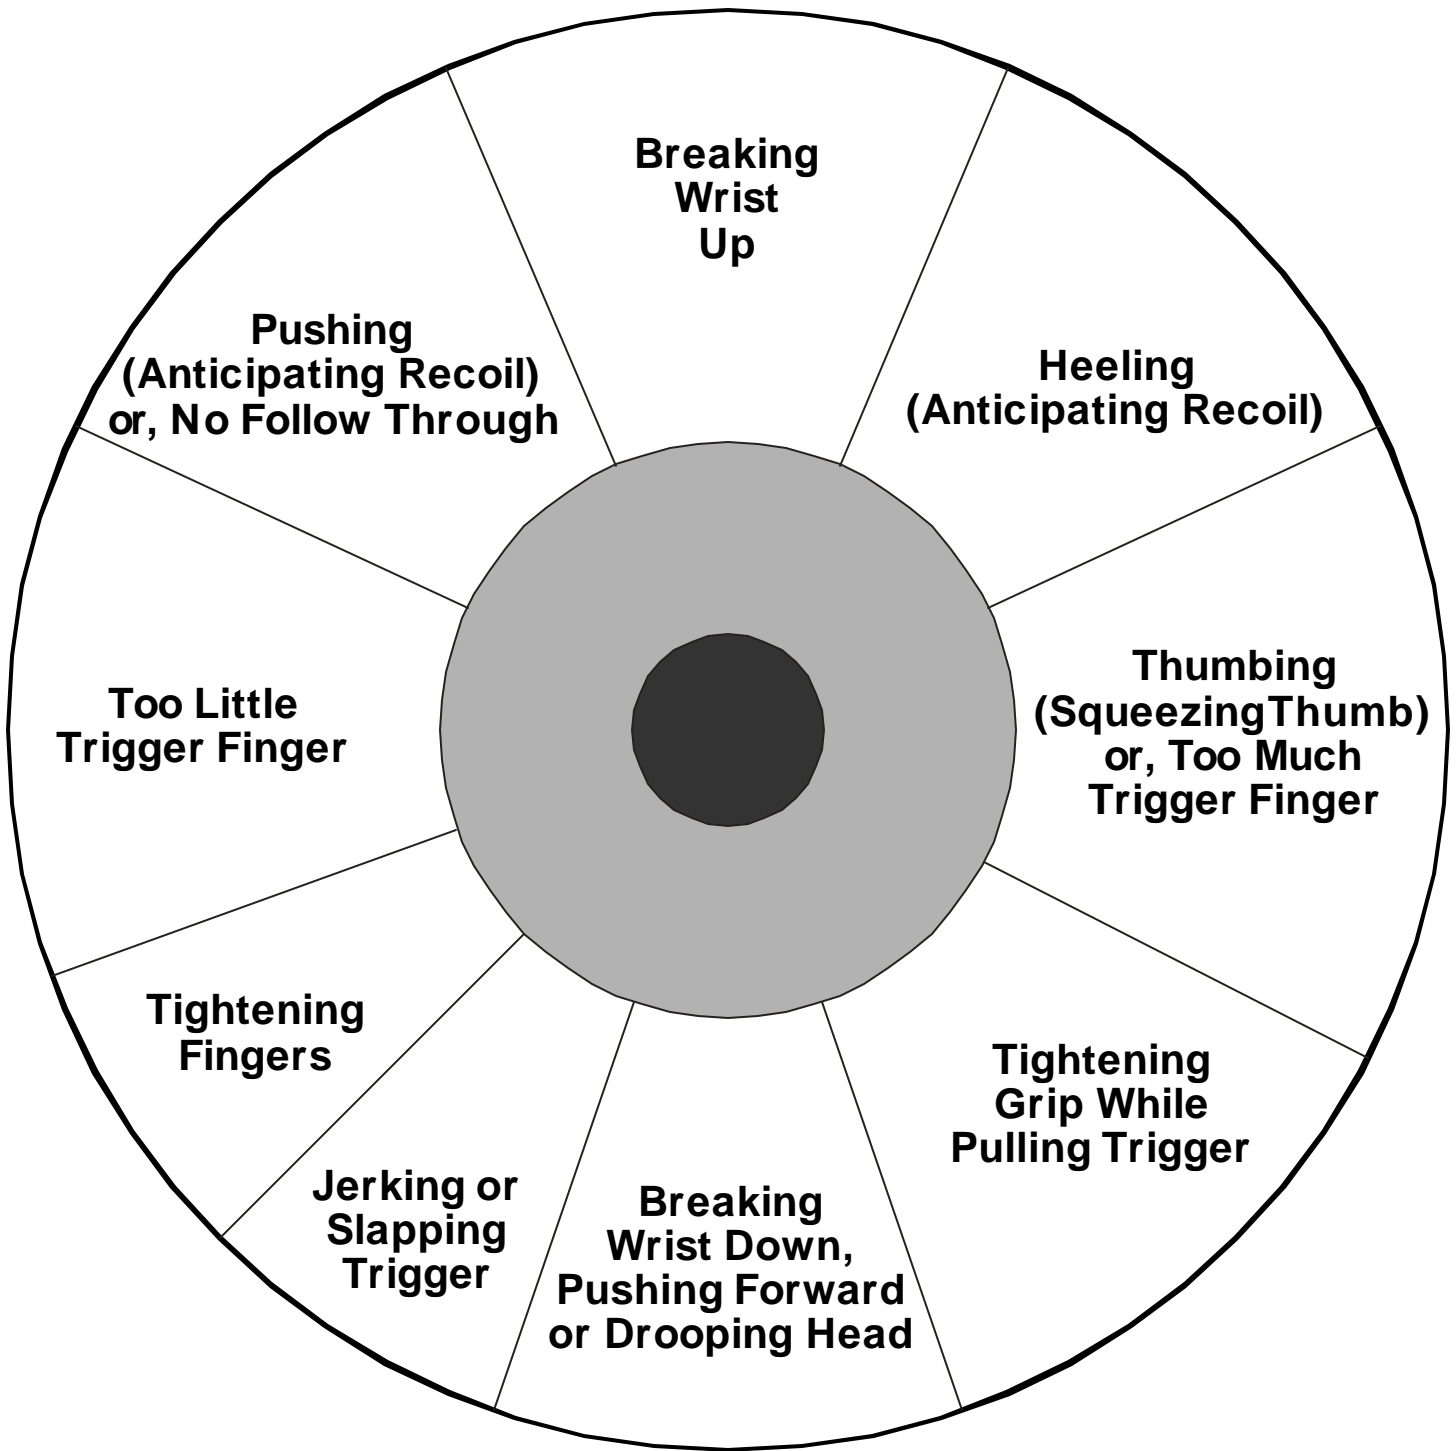 Breaking
Wrist
Up
Pushing
(Anticipating Recoil)
or, No Follow Through
Heeling
(Anticipating Recoil)
Too Little
Trigger Finger
Thumbing
(SqueezingThumb)
or, Too Much
Trigger Finger
Tightening
Fingers
Tightening
Grip While
Pulling Trigger
Jerking or
Slapping
Trigger
Breaking
Wrist Down,
Pushing Forward
or Drooping Head